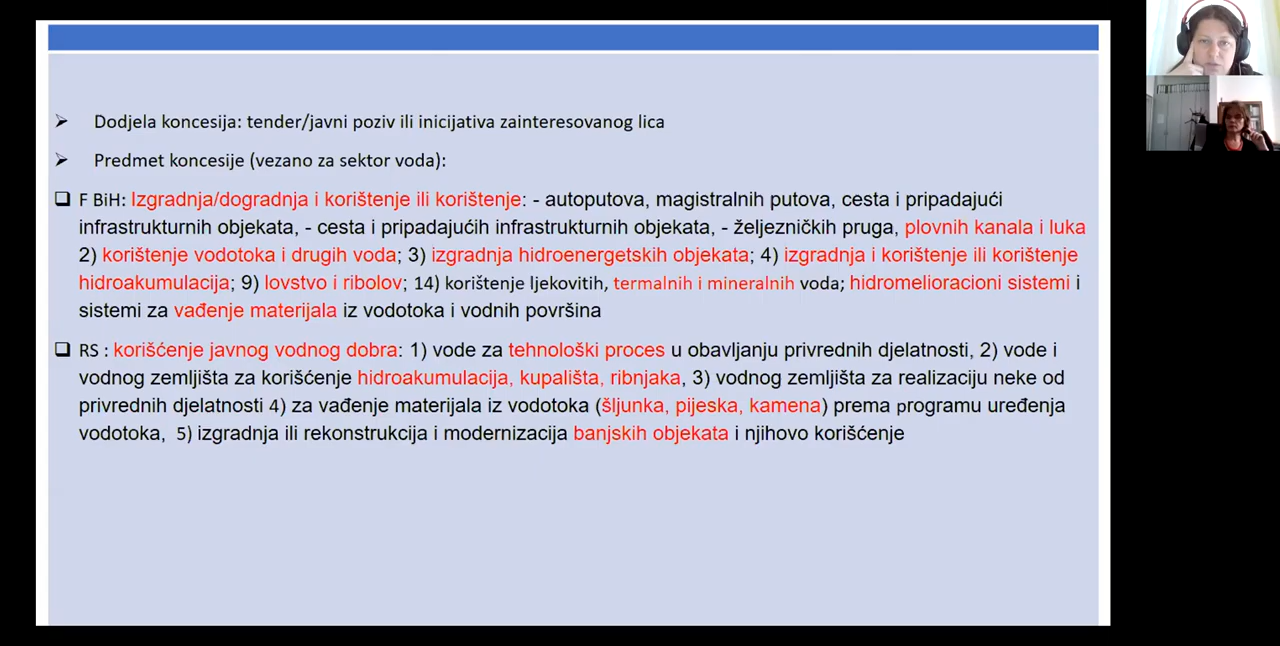 Dodjela koncesija: tender/javni poziv ili inicijativa zainteresovanog lica
Predmet koncesije (vezano za sektor voda):
F BiH: Izgradnja/dogradnja i korištenje ili korištenje: - autoputova, magistralnih putova, cesta i pripadajući
infrastrukturnih objekata, - cesta i pripadajućih infrastrukturnih objekata, - željezničkih pruga, plovnih kanala i luka
2) korištenje vodotoka i drugih voda; 3) izgradnja hidroenergetskih objekata; 4) izgradnja i korištenje ili korištenje
hidroakumulacija; 9) lovstvo i ribolov; 14) korištenje ljekovitih, termalnih i mineralnih voda; hidromelioracioni sistemi i
sistemi za vađenje materijala iz vodotoka i vodnih površina
RS : korišćenje javnog vodnog dobra: 1) vode za tehnološki proces u obavljanju privrednih djelatnosti, 2) vode i
vodnog zemljišta za korišćenje hidroakumulacija, kupališta, ribnjaka, 3) vodnog zemljišta za realizaciju neke od
privrednih djelatnosti 4) za vađenje materijala iz vodotoka (šljunka, pijeska, kamena) prema programu uređenja
vodotoka, 5) izgradnja ili rekonstrukcija i modernizacija banjskih objekata i njihovo korišćenje